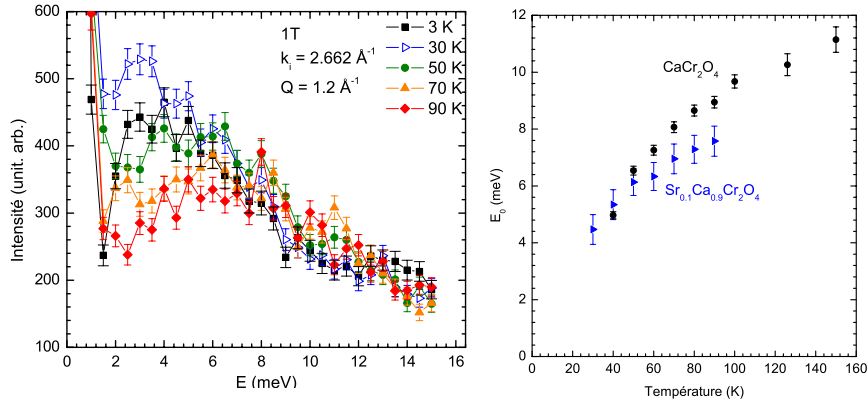 1T
k_i = 2.662 Å⁻¹
Q = 1.2 Å⁻¹
3 K
30 K
50 K
70 K
90 K
Intensité (unit. arb.)
600
500
400
300
200
100
0 2 4 6 8 10 12 14 16
E (meV)
E₀ (meV)
12
10
8
6
4
2
0
CaCr₂O₄
Sr₀.₁Ca₀.₉Cr₂O₄
0 20 40 60 80 100 120 140 160
Température (K)